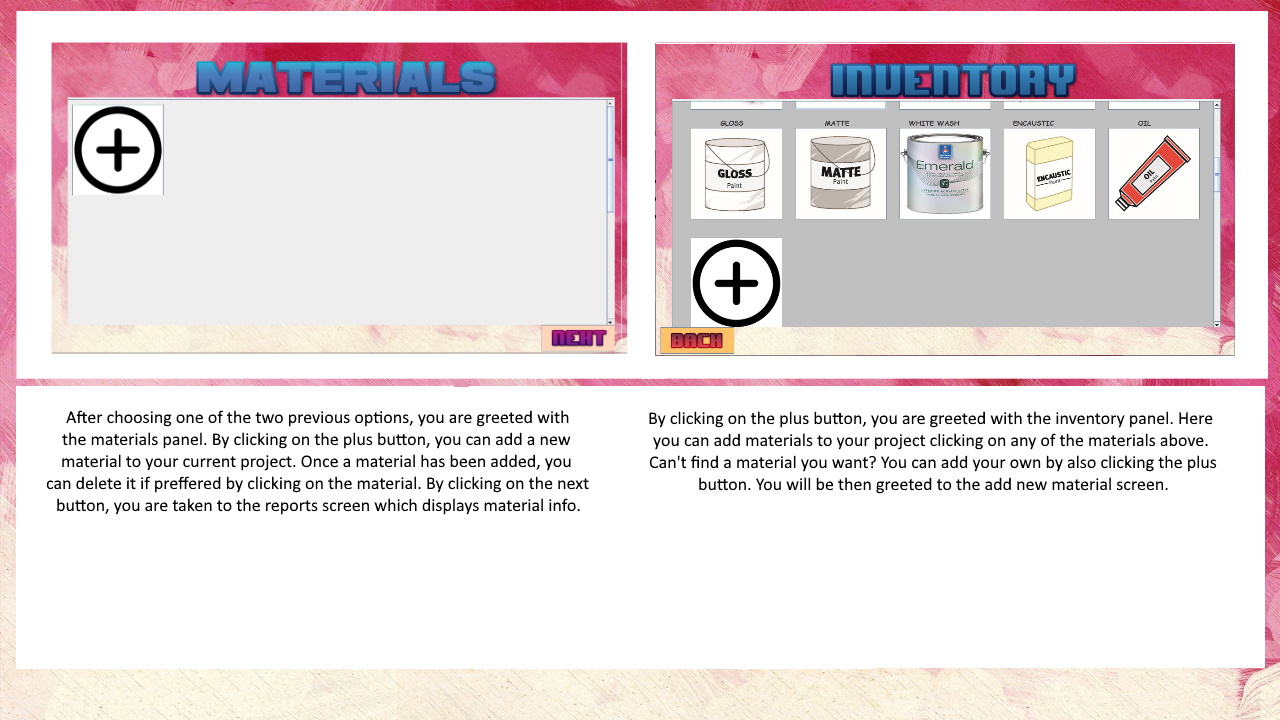 MATERIALS
NEXT
INVENTORY
GLOSS
MATTE
WHITE WASH
ENCAUSTIC
OIL
GLOSS
Paint
MATTE
Paint
Emerald
ENCAUSTIC
Paint
OIL
BACK
After choosing one of the two previous options, you are greeted with
the materials panel. By clicking on the plus button, you can add a new
material to your current project. Once a material has been added, you
can delete it if preffered by clicking on the material. By clicking on the next
button, you are taken to the reports screen which displays material info.
By clicking on the plus button, you are greeted with the inventory panel. Here
you can add materials to your project clicking on any of the materials above.
Can't find a material you want? You can add your own by also clicking the plus
button. You will be then greeted to the add new material screen.